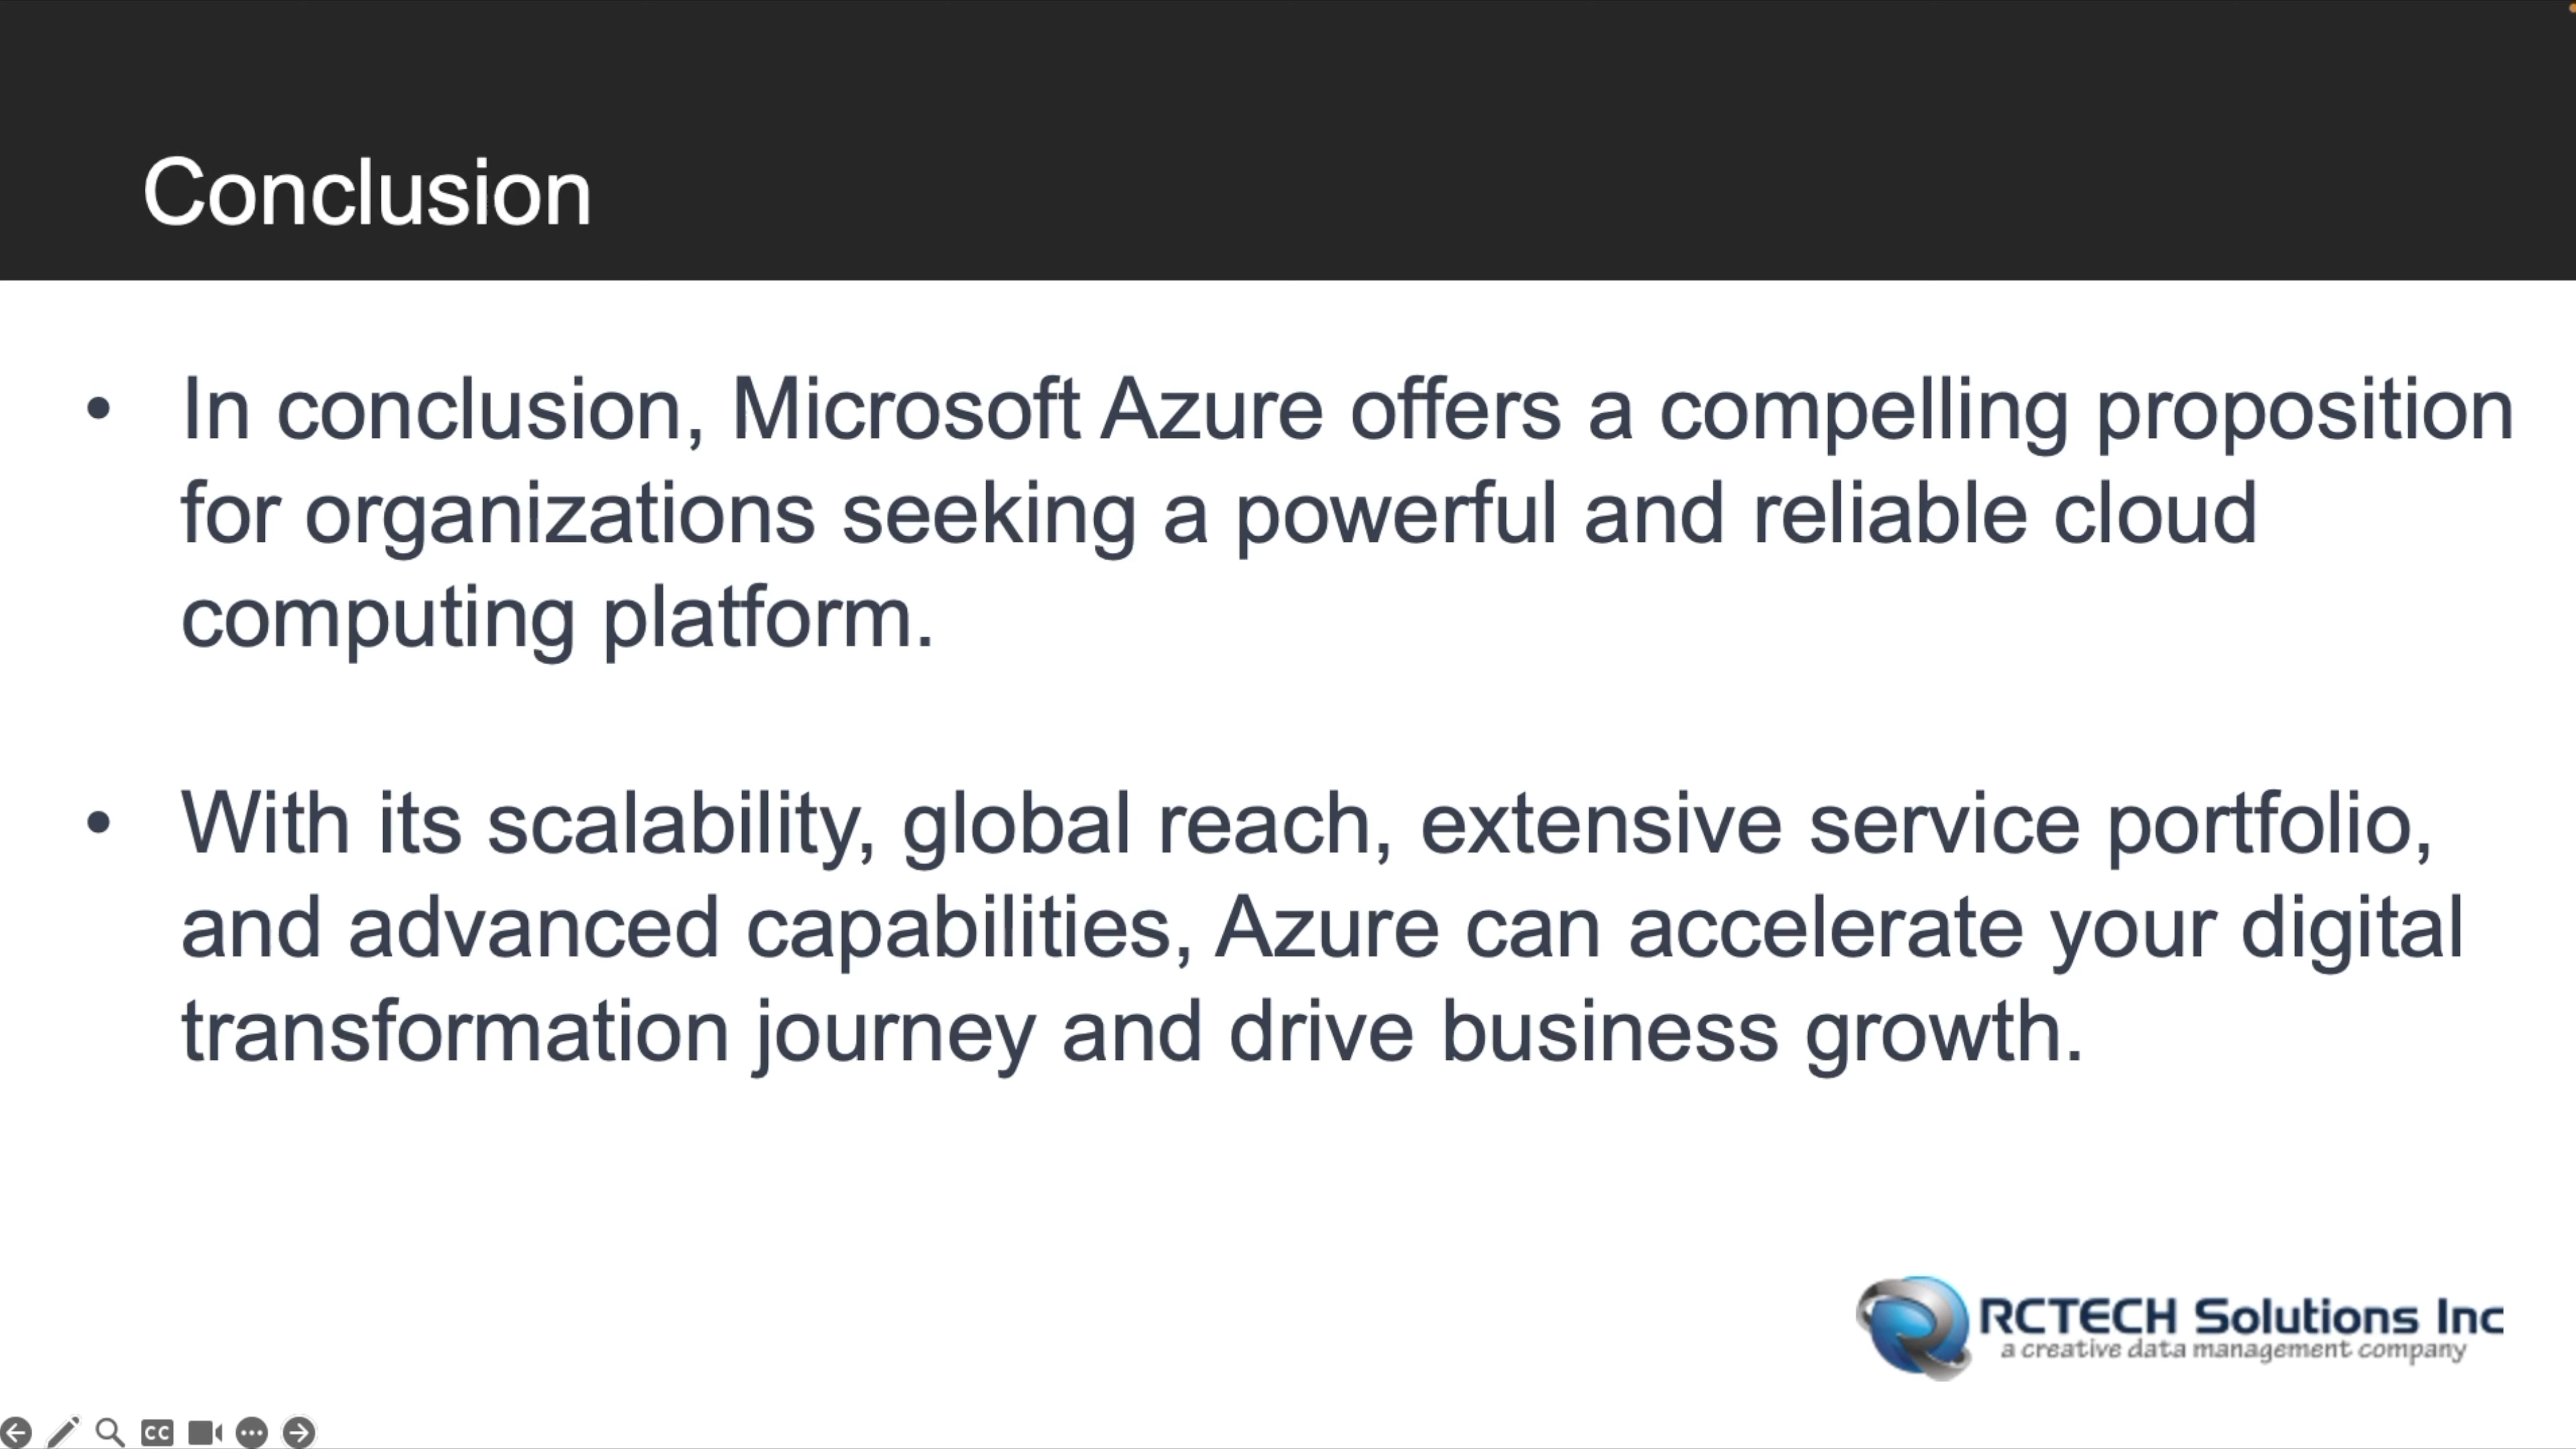 Conclusion
• In conclusion, Microsoft Azure offers a compelling proposition
for organizations seeking a powerful and reliable cloud
computing platform.
• With its scalability, global reach, extensive service portfolio,
and advanced capabilities, Azure can accelerate your digital
transformation journey and drive business growth.
RCTECH Solutions Inc
a creative data management company
CC